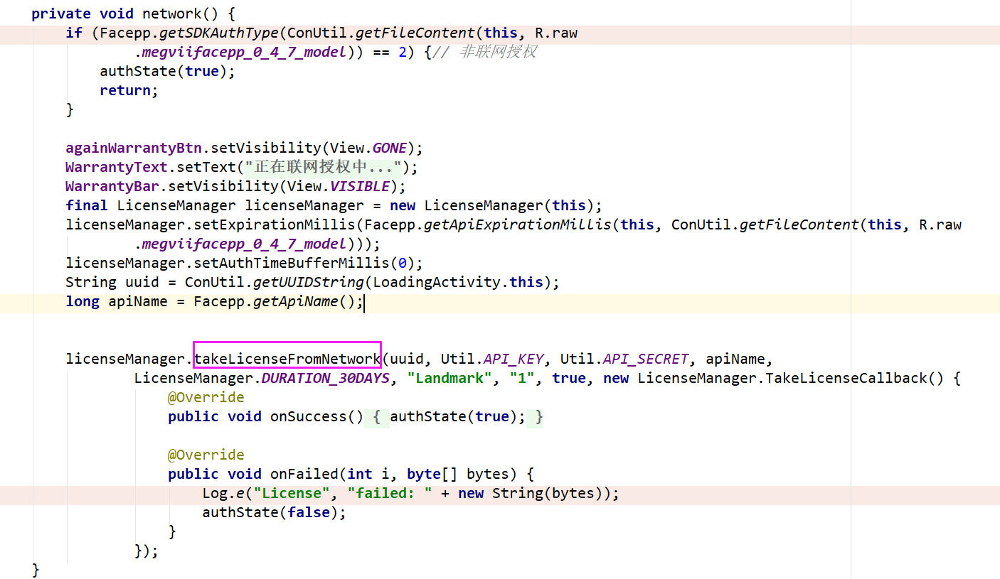 private void network() {
if (Facepp.getSDKAuthType(ConUtil.getFileContent(this, R.raw
.megviifacepp_0_4_7_model)) == 2) {// 非联网授权
authState(true);
return;
}
againWarrantyBtn.setVisibility(View.GONE);
WarrantyText.setText("正在联网授权中...");
WarrantyBar.setVisibility(View.VISIBLE);
final LicenseManager licenseManager = new LicenseManager(this);
licenseManager.setExpirationMillis(Facepp.getApiExpirationMillis(this, ConUtil.getFileContent(this, R.raw
.megviifacepp_0_4_7_model)));
licenseManager.setAuthTimeBufferMillis(0);
String uuid = ConUtil.getUUIDString(LoadingActivity.this);
long apiName = Facepp.getApiName();
licenseManager.takeLicenseFromNetwork(uuid, Util.API_KEY, Util.API_SECRET, apiName,
LicenseManager.DURATION_30DAYS, "Landmark", "1", true, new LicenseManager.TakeLicenseCallback() {
@Override
public void onSuccess() { authState(true); }
@Override
public void onFailed(int i, byte[] bytes) {
Log.e("License", "failed: " + new String(bytes));
authState(false);
}
});
}